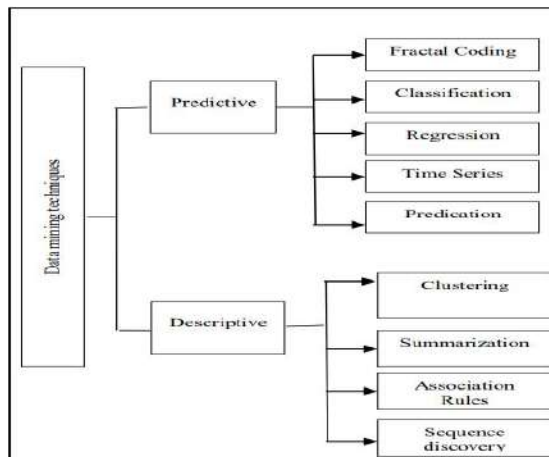 Data mining techniques
Predictive
Fractal Coding
Classification
Regression
Time Series
Predication
Descriptive
Clustering
Summarization
Association
Rules
Sequence
discovery